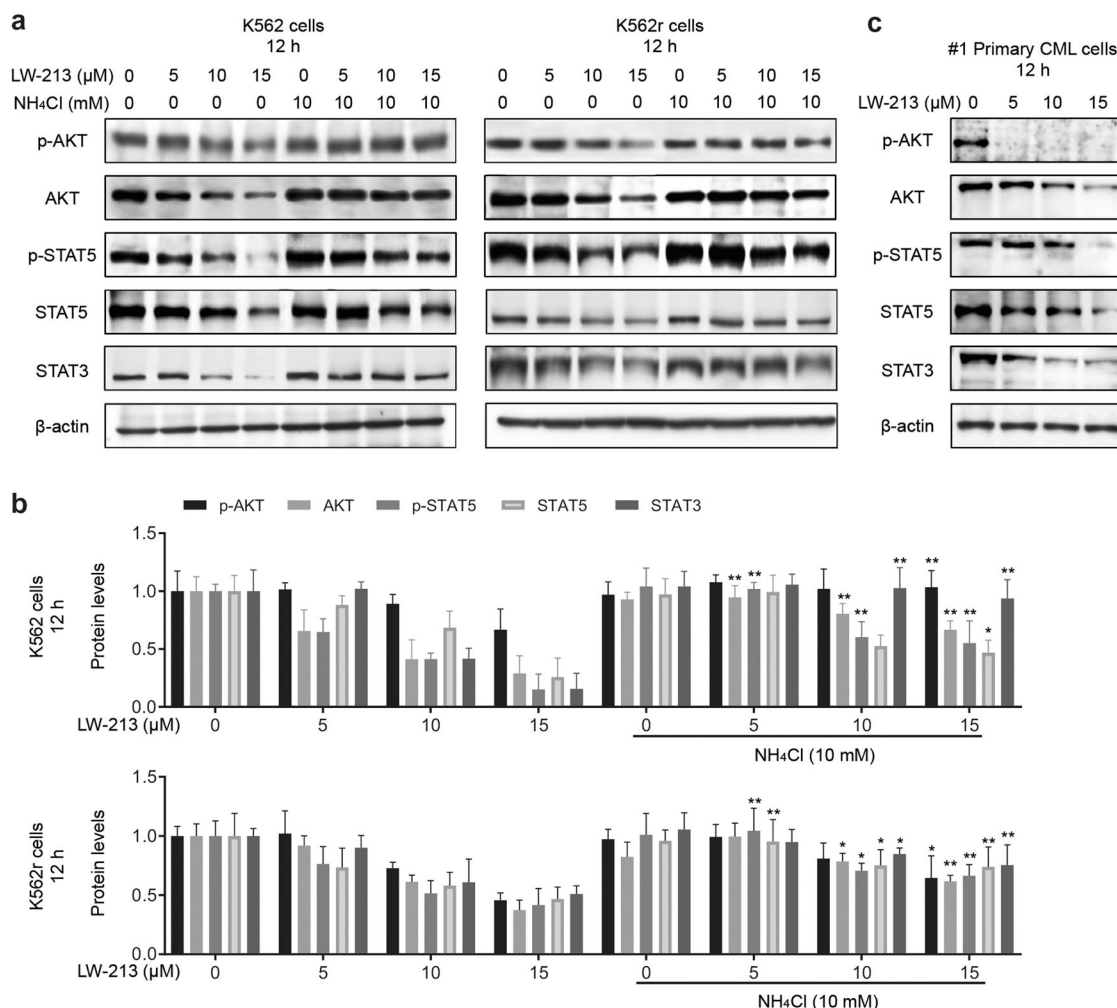 a
K562 cells
12 h
LW-213 (µM) 0 5 10 15 0 5 10 15
NH₄Cl (mM) 0 0 0 0 10 10 10 10
p-AKT
AKT
p-STAT5
STAT5
STAT3
β-actin
K562r cells
12 h
0 5 10 15 0 5 10 15
0 0 0 0 10 10 10 10
c
#1 Primary CML cells
12 h
LW-213 (µM) 0 5 10 15
p-AKT
AKT
p-STAT5
STAT5
STAT3
β-actin
b
p-AKT AKT p-STAT5 STAT5 STAT3
K562 cells
12 h
Protein levels
1.5
1.0
0.5
0.0
** ** ** ** ** ** ** ** * **
LW-213 (µM) 0 5 10 15 0 5 10 15
NH₄Cl (10 mM)
K562r cells
12 h
Protein levels
1.5
1.0
0.5
0.0
** ** * * * * * ** ** ** **
LW-213 (µM) 0 5 10 15 0 5 10 15
NH₄Cl (10 mM)